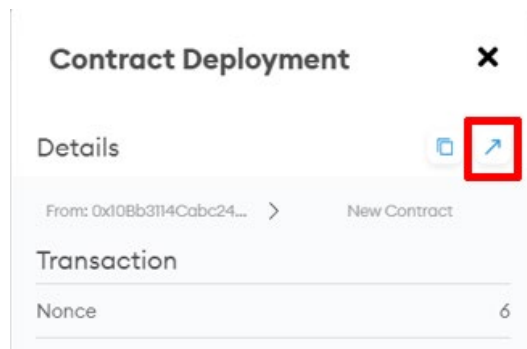 Contract Deployment
Details
From: 0x10Bb3114Cabc24... New Contract
Transaction
Nonce 6